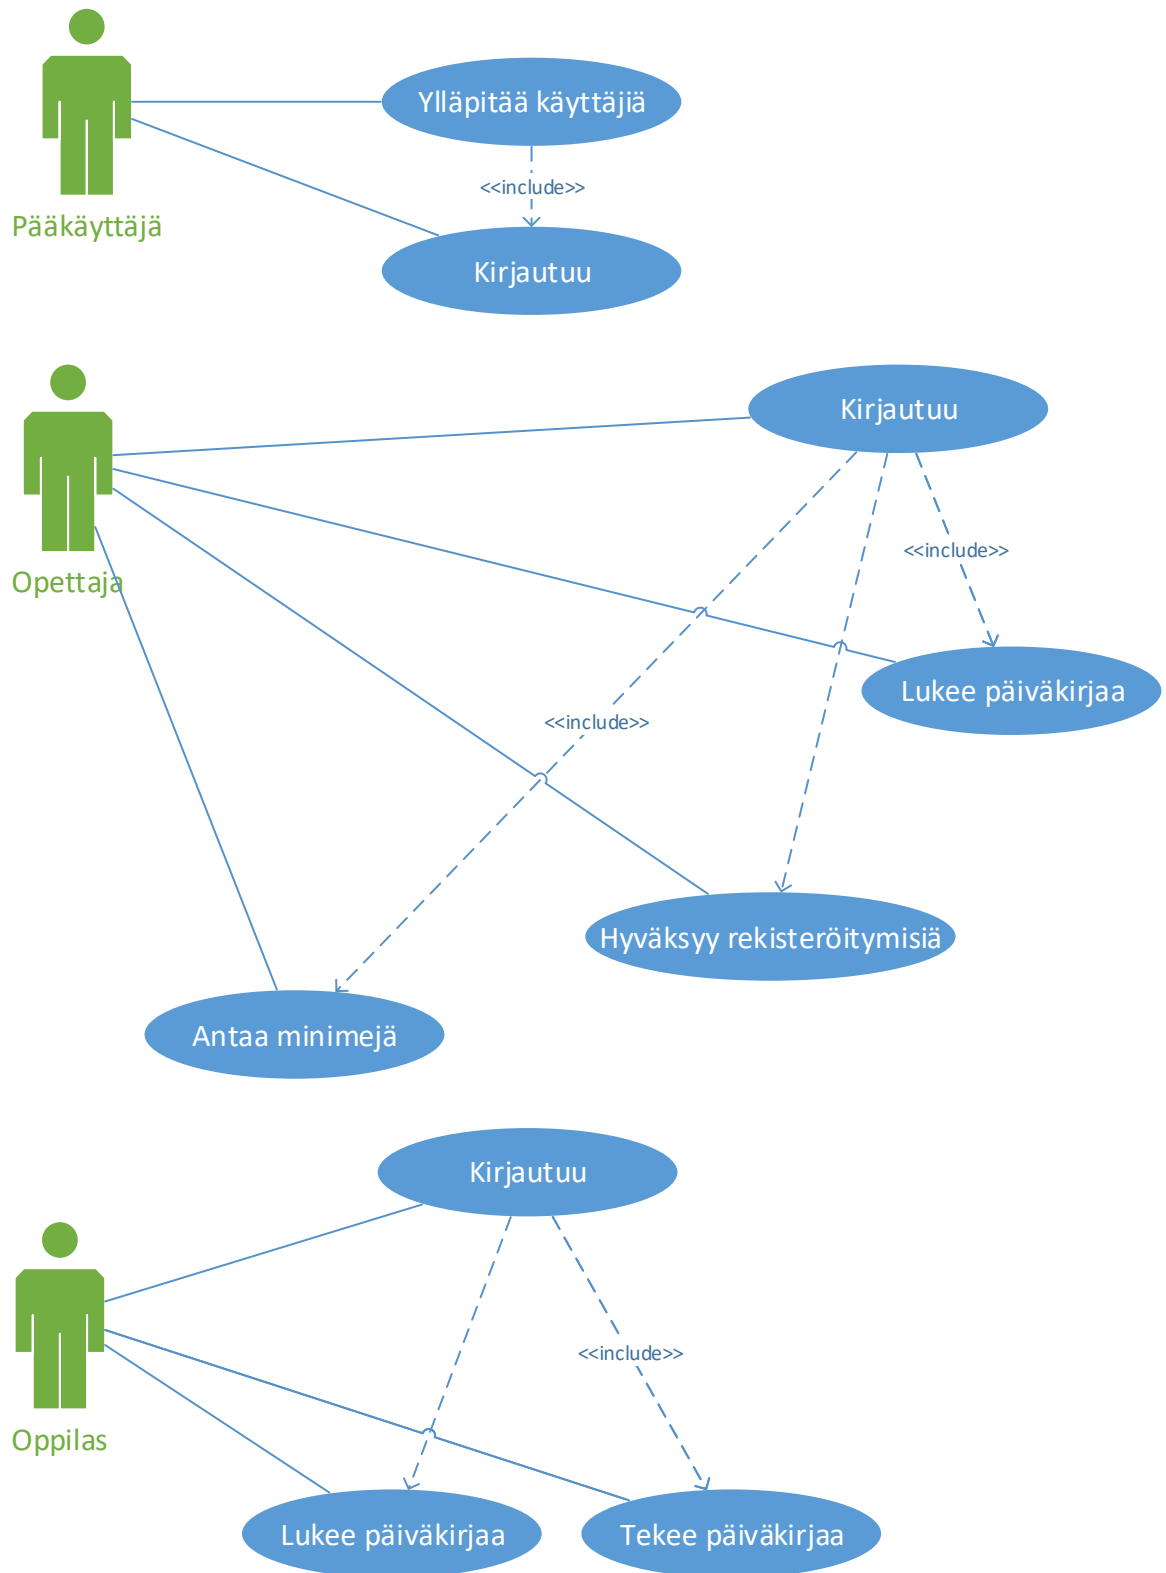 Ylläpitää käyttäjiä
<<include>>
Pääkäyttäjä
Kirjautuu
Kirjautuu
<<include>>
Opettaja
Lukee päiväkirjaa
<<include>>
Hyväksyy rekisteröitymisiä
Antaa minimejä
Kirjautuu
<<include>>
Oppilas
Lukee päiväkirjaa
Tekee päiväkirjaa